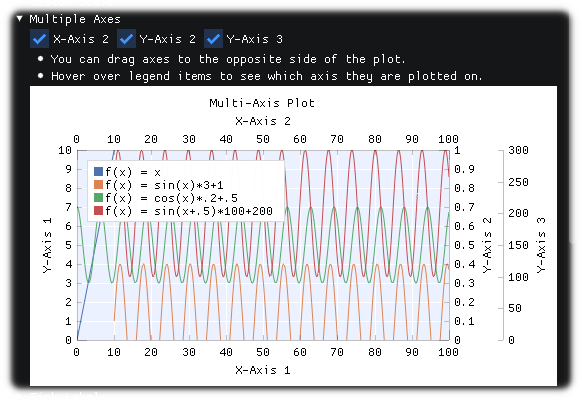 Multiple Axes
X-Axis 2 Y-Axis 2 Y-Axis 3
You can drag axes to the opposite side of the plot.
Hover over legend items to see which axis they are plotted on.
Multi-Axis Plot
X-Axis 2
0 10 20 30 40 50 60 70 80 90 100
10 1 300
9 0.9
8 0.8 250
7 0.7
6 0.6 200
5 0.5 150
4 0.4 100
3 0.3
2 0.2 50
1 0.1
0 0 0
Y-Axis 1
f(x) = x
f(x) = sin(x)*3+1
f(x) = cos(x)*.2+.5
f(x) = sin(x+.5)*100+200
Y-Axis 2
Y-Axis 3
0 10 20 30 40 50 60 70 80 90 100
X-Axis 1